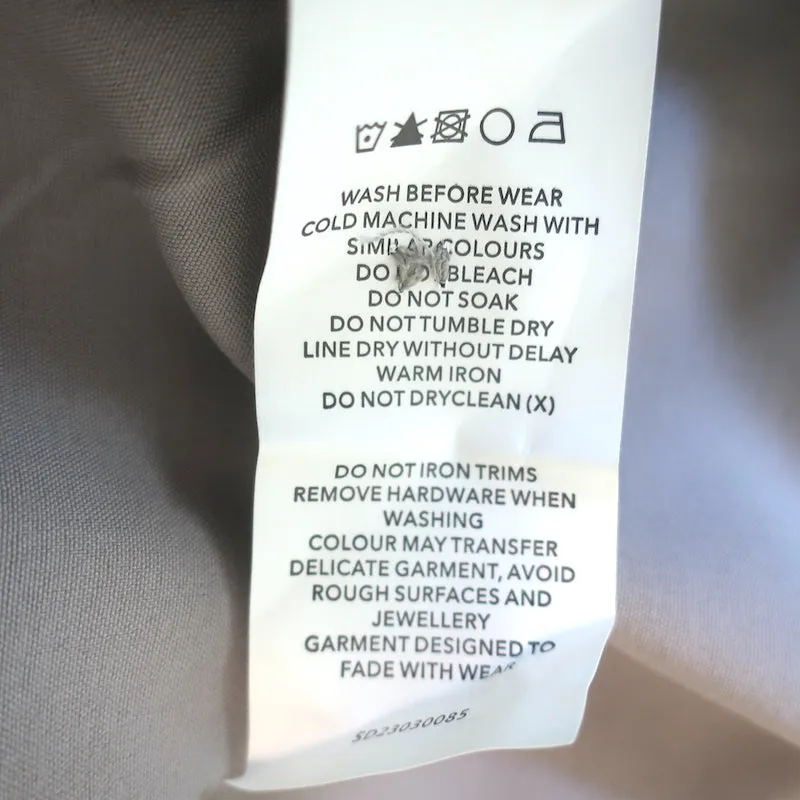 WASH BEFORE WEAR
COLD MACHINE WASH WITH
SIMILAR COLOURS
DO NOT BLEACH
DO NOT SOAK
DO NOT TUMBLE DRY
LINE DRY WITHOUT DELAY
WARM IRON
DO NOT DRYCLEAN (X)
DO NOT IRON TRIMS
REMOVE HARDWARE WHEN
WASHING
COLOUR MAY TRANSFER
DELICATE GARMENT, AVOID
ROUGH SURFACES AND
JEWELLERY
GARMENT DESIGNED TO
FADE WITH WEAR
SD23030085